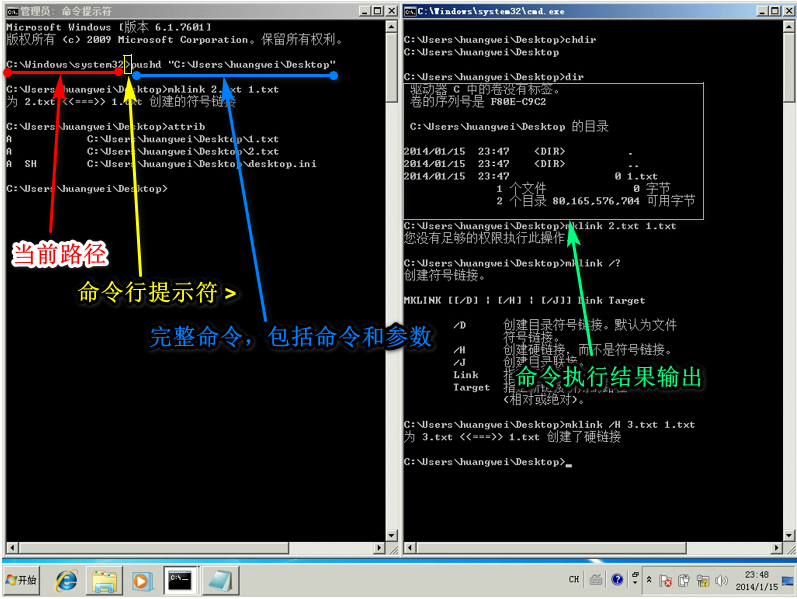 管理员: 命令提示符
Microsoft Windows [版本 6.1.7601]
版权所有 (c) 2009 Microsoft Corporation。保留所有权利。
C:\Windows\system32>pushd "C:\Users\huangwei\Desktop"
C:\Users\huangwei\Desktop>mklink 2.txt 1.txt
为 2.txt <<===>> 1.txt 创建的符号链接
C:\Users\huangwei\Desktop>attrib
A C:\Users\huangwei\Desktop\1.txt
A C:\Users\huangwei\Desktop\2.txt
A SH C:\Users\huangwei\Desktop\desktop.ini
C:\Users\huangwei\Desktop>
当前路径
命令行提示符 >
完整命令，包括命令和参数
C:\Windows\system32\cmd.exe
C:\Users\huangwei\Desktop>chdir
C:\Users\huangwei\Desktop
C:\Users\huangwei\Desktop>dir
驱动器 C 中的卷没有标签。
卷的序列号是 F80E-C9C2
C:\Users\huangwei\Desktop 的目录
2014/01/15 23:47 <DIR> .
2014/01/15 23:47 <DIR> ..
2014/01/15 23:47 0 1.txt
1 个文件 0 字节
2 个目录 80,165,576,704 可用字节
C:\Users\huangwei\Desktop>mklink 2.txt 1.txt
您没有足够的权限执行此操作
C:\Users\huangwei\Desktop>mklink /?
创建符号链接。
MKLINK [[/D] | [/H] | [/J]] Link Target
/D 创建目录符号链接。默认为文件
符号链接。
/H 创建硬链接，而不是符号链接。
/J 创建目录联接。
Link
Target
(相对或绝对)。
命令执行结果输出
C:\Users\huangwei\Desktop>mklink /H 3.txt 1.txt
为 3.txt <<===>> 1.txt 创建了硬链接
C:\Users\huangwei\Desktop>
开始
CH
23:48
2014/1/15